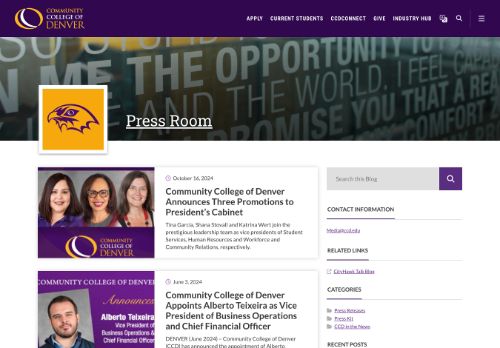 COMMUNITY
COLLEGE OF
DENVER
APPLY CURRENT STUDENTS CCDCONNECT GIVE INDUSTRY HUB
SO STUPID
ME THE OPPORTUNITY
I FEEL
AND THE WORLD.
PROMISE YOU THAT A
Press Room
October 16, 2024
Community College of Denver
Announces Three Promotions to
President's Cabinet
Tina Garcia, Shana Stovall and Katrina Wert join the
prestigious leadership team as vice presidents of Student
Services, Human Resources and Workforce and
Community Relations, respectively.
COMMUNITY
COLLEGE OF
DENVER
June 3, 2024
Community College of Denver
Appoints Alberto Teixeira as Vice
President of Business Operations
and Chief Financial Officer
DENVER (June 2024) – Community College of Denver
(CCD) has announced the appointment of Alberto
COMMUNITY COLLEGE OF DENVER
Announces
Alberto Teixeira as
Vice President of
Business Operations &
Chief Financial Officer
Search this Blog
CONTACT INFORMATION
Media@ccd.edu
RELATED LINKS
CityHawk Talk Blog
CATEGORIES
Press Releases
Press Kit
CCD in the News
RECENT POSTS